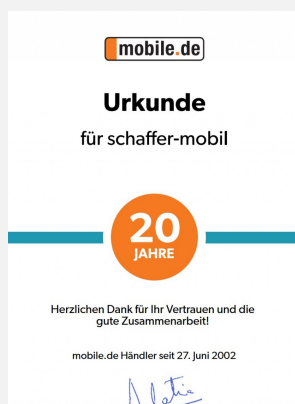 mobile.de
Urkunde
für schaffer-mobil
20
JAHRE
Herzlichen Dank für Ihr Vertrauen und die
gute Zusammenarbeit!
mobile.de Händler seit 27. Juni 2002